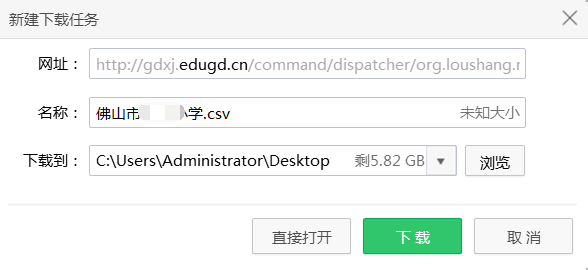 新建下载任务
网址： http://gdxj.edugd.cn/command/dispatcher/org.loushang.r
名称： 佛山市 小学.csv 未知大小
下载到： C:\Users\Administrator\Desktop 剩5.82 GB 浏览
直接打开 下载 取消